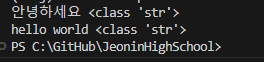 안녕하세요 <class 'str'>
hello world <class 'str'>
PS C:\GitHub\JeoninHighSchool>